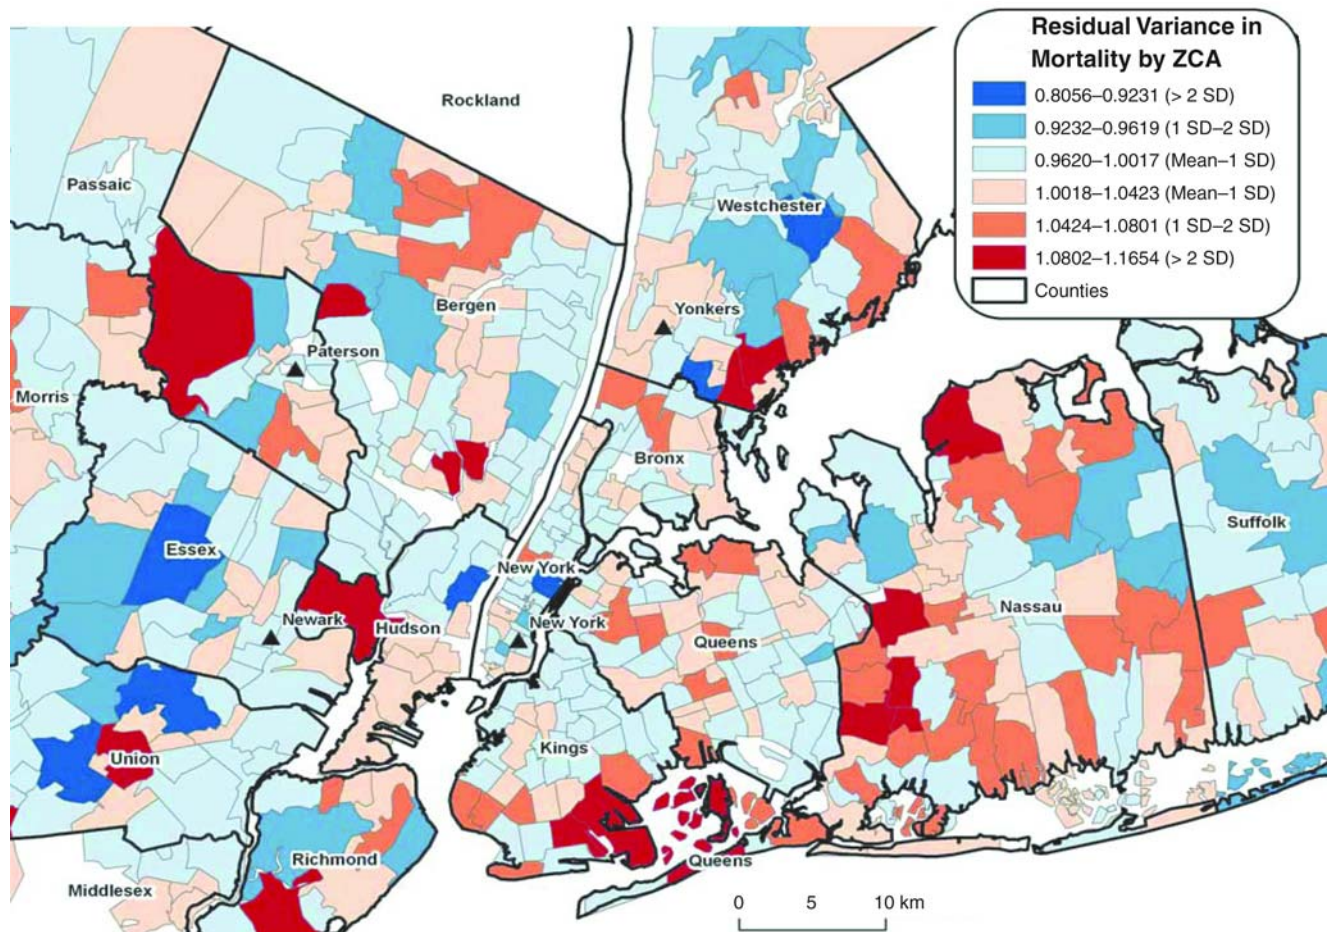 Residual Variance in
Mortality by ZCA
0.8056–0.9231 (> 2 SD)
0.9232–0.9619 (1 SD–2 SD)
0.9620–1.0017 (Mean–1 SD)
1.0018–1.0423 (Mean–1 SD)
1.0424–1.0801 (1 SD–2 SD)
1.0802–1.1654 (> 2 SD)
Counties
Rockland
Passaic
Westchester
Bergen
Yonkers
Paterson
Morris
Bronx
Suffolk
Essex
New York
Nassau
Newark
Hudson
New York
Queens
Kings
Union
Richmond
Queens
Middlesex
0 5 10 km